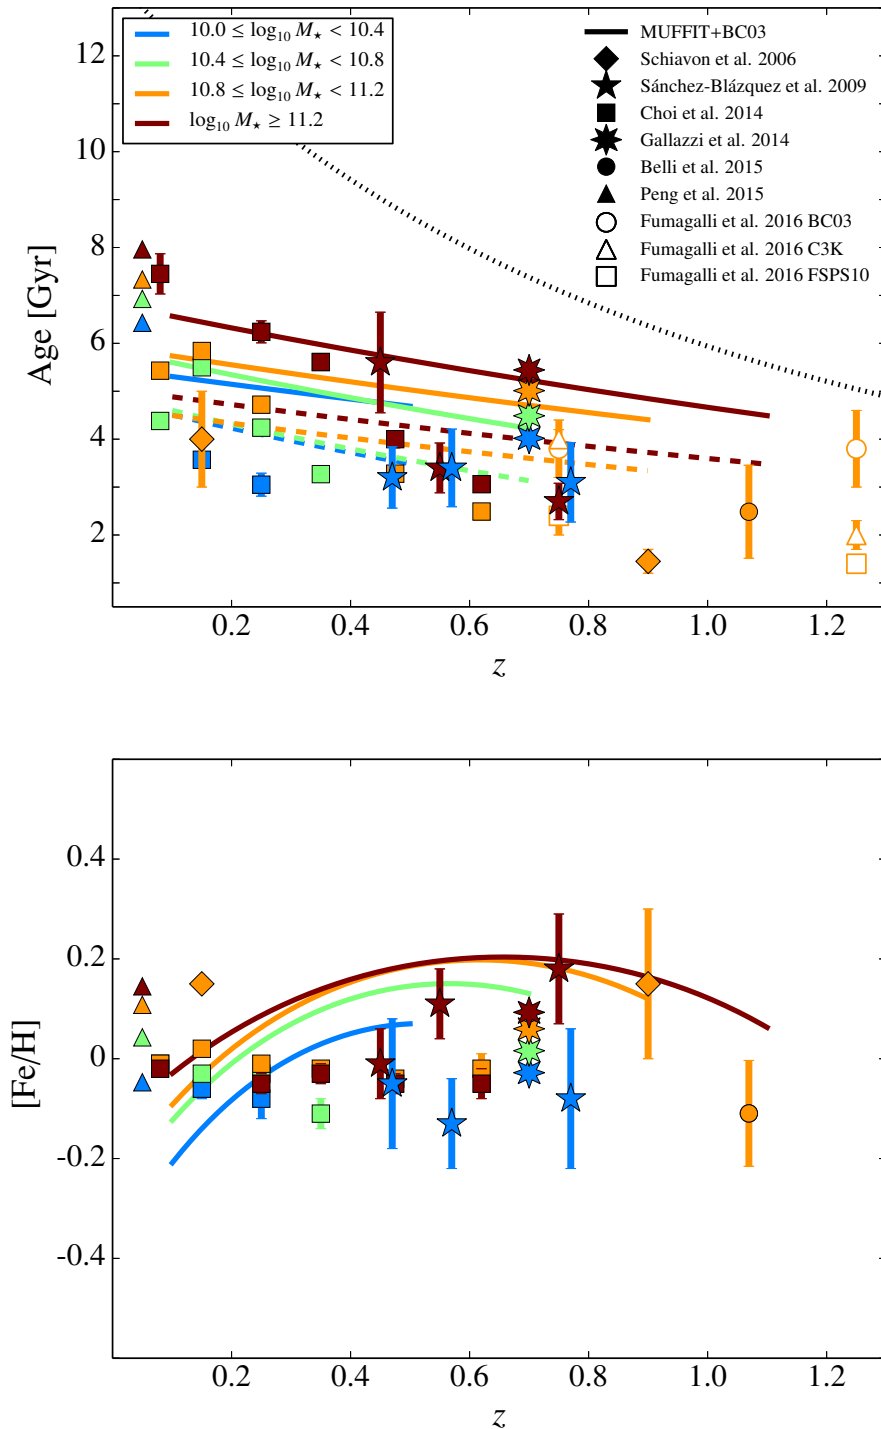 10.0 ≤ log₁₀ M⋆ < 10.4
10.4 ≤ log₁₀ M⋆ < 10.8
10.8 ≤ log₁₀ M⋆ < 11.2
log₁₀ M⋆ ≥ 11.2
MUFFIT+BC03
Schiavon et al. 2006
Sánchez-Blázquez et al. 2009
Choi et al. 2014
Gallazzi et al. 2014
Belli et al. 2015
Peng et al. 2015
Fumagalli et al. 2016 BC03
Fumagalli et al. 2016 C3K
Fumagalli et al. 2016 FSPS10
Age [Gyr]
12
10
8
6
4
2
0.2 0.4 0.6 0.8 1.0 1.2
z
[Fe/H]
0.4
0.2
0
-0.2
-0.4
0.2 0.4 0.6 0.8 1.0 1.2
z